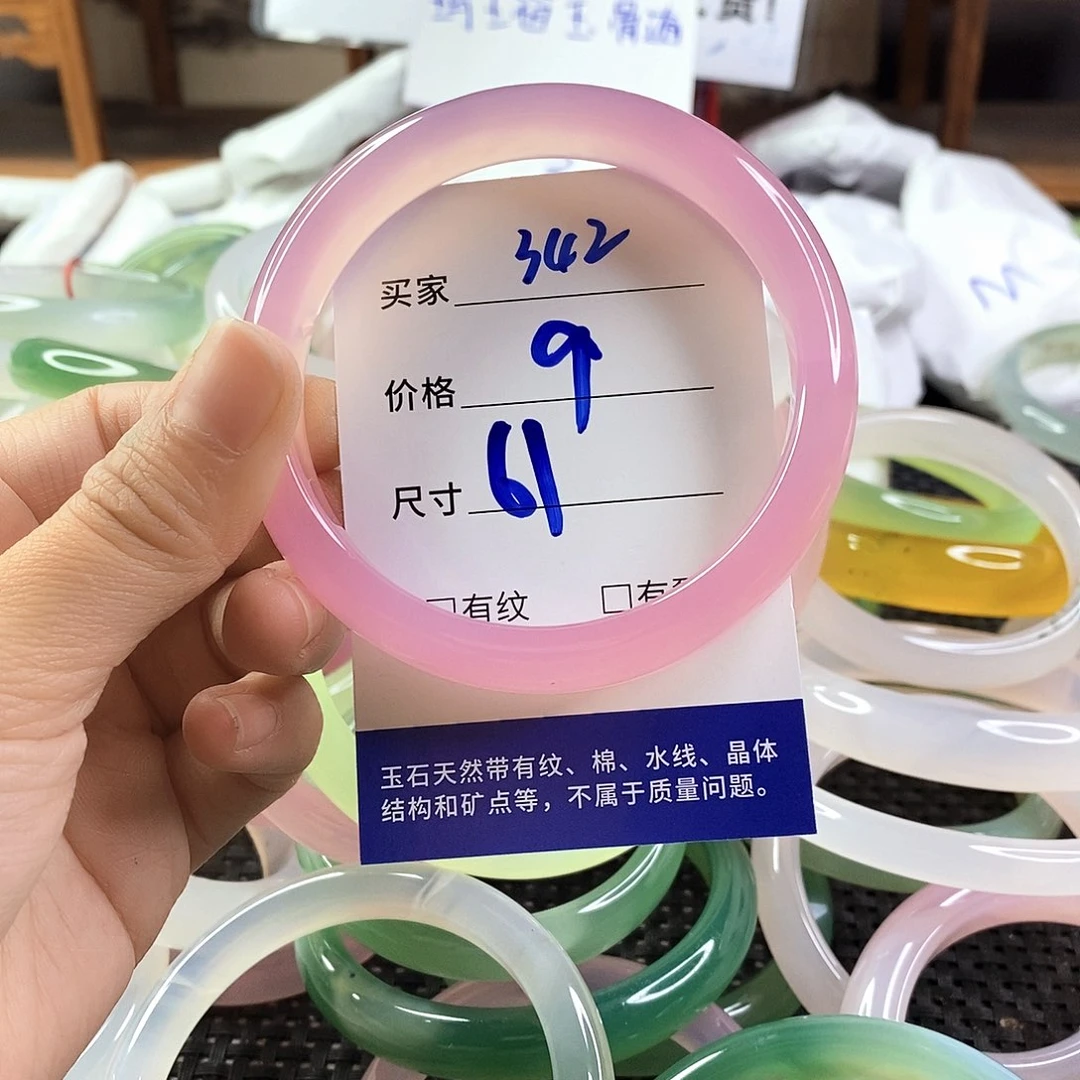 买家 342
价格 9
尺寸 61
□有纹 □有
玉石天然带有纹、棉、水线、晶体
结构和矿点等，不属于质量问题。
M